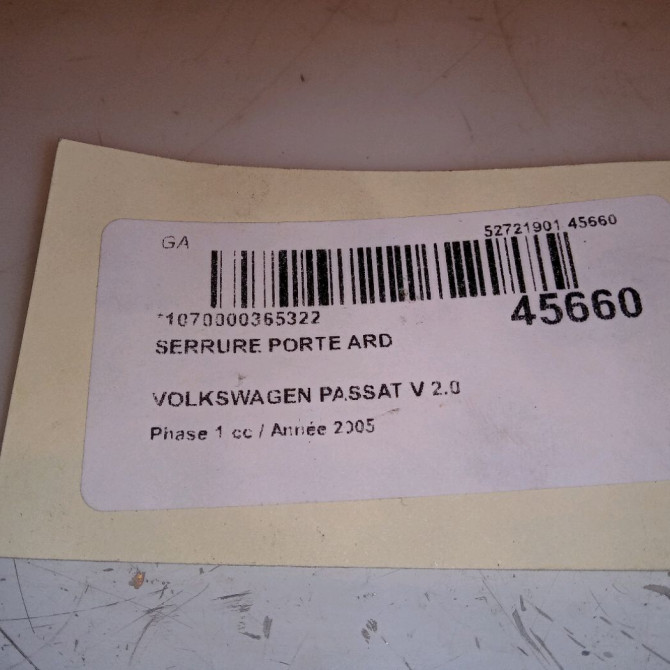 GA
52721901 45660
*1070000365322
45660
SERRURE PORTE ARD
VOLKSWAGEN PASSAT V 2.0
Phase 1 cc / Année 2005